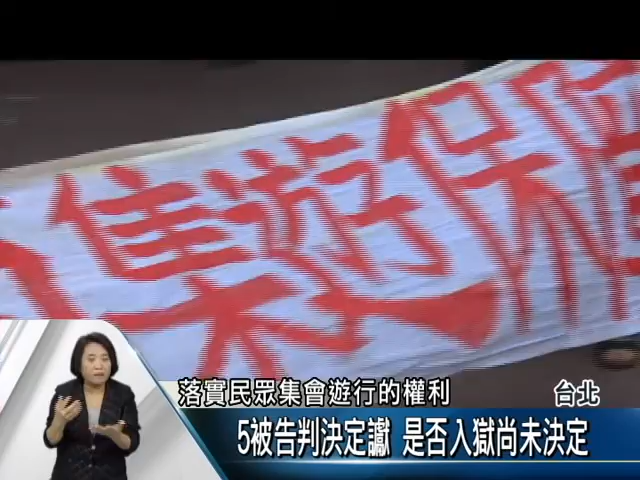 集遊保
落實民眾集會遊行的權利
台北
5被告判決定讞 是否入獄尚未決定